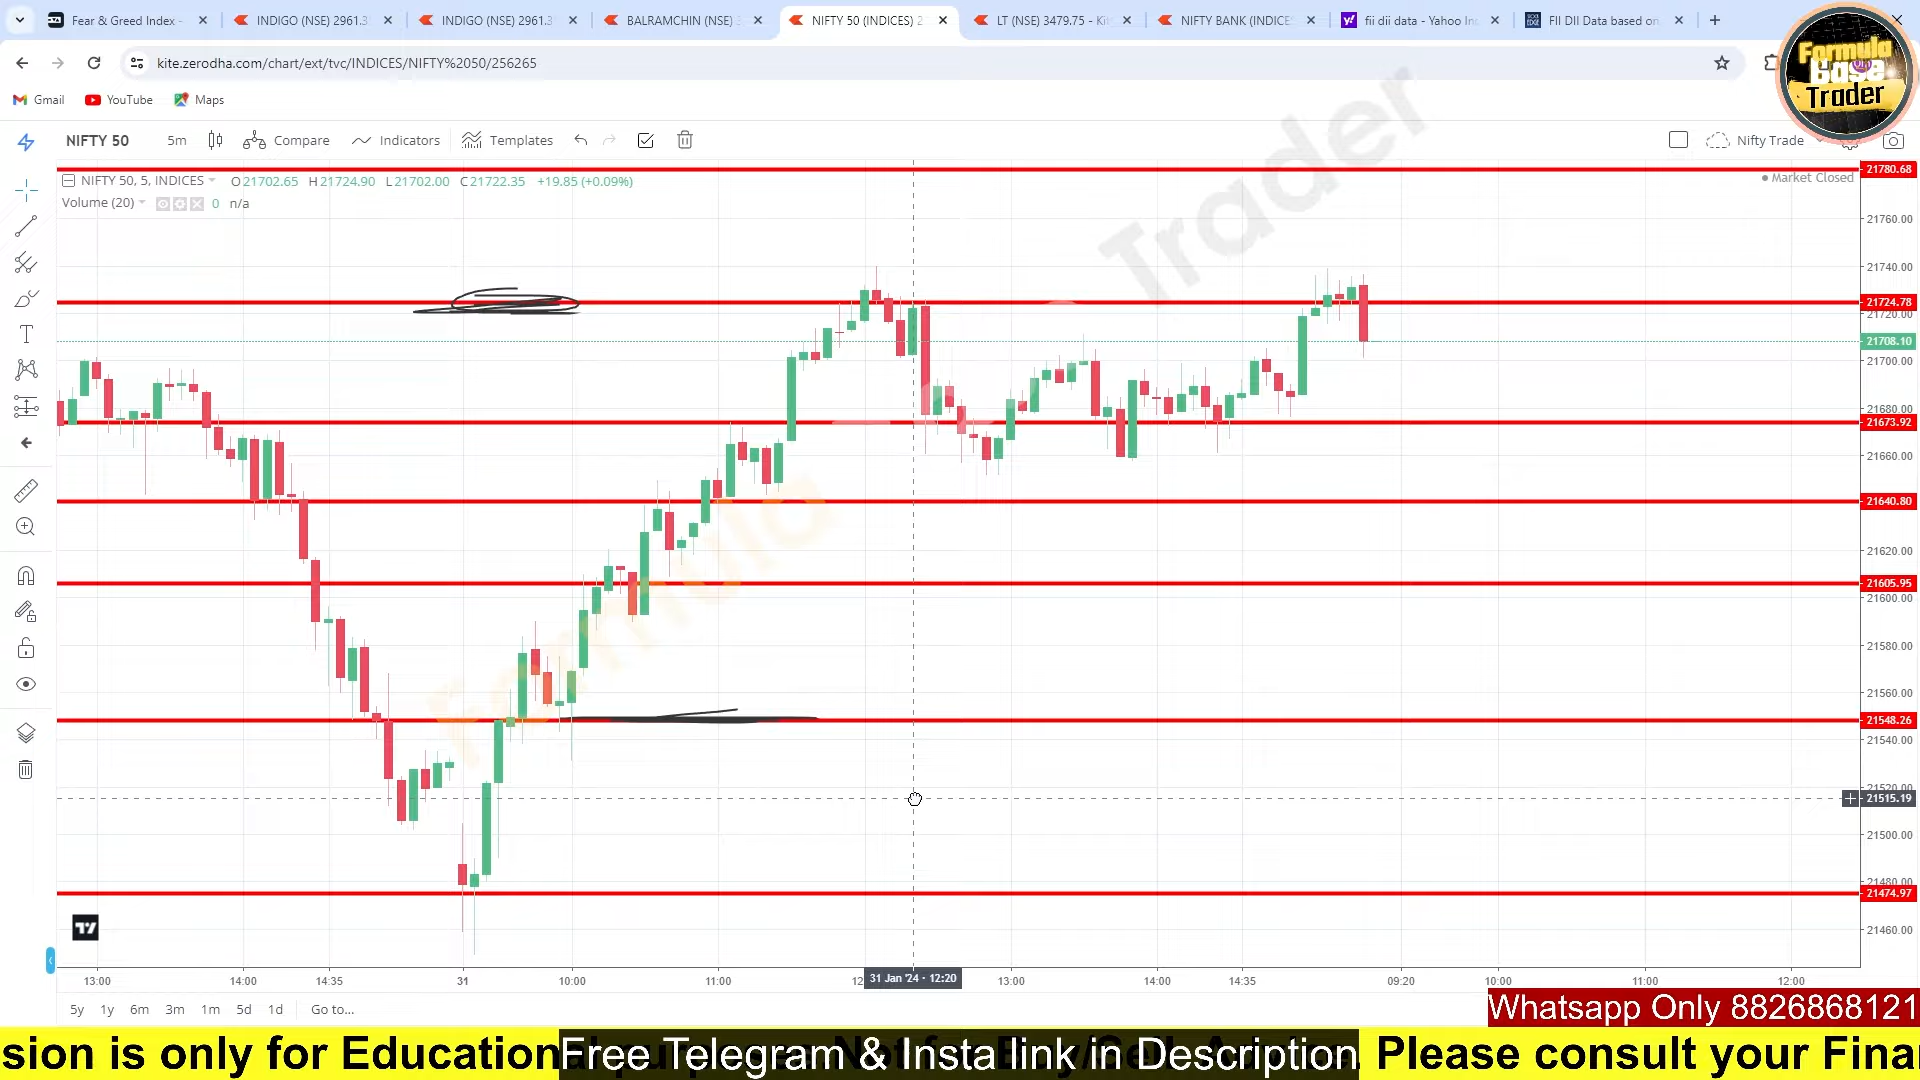 Fear & Greed Index -
INDIGO (NSE) 2961.3
INDIGO (NSE) 2961.3
BALRAMCHIN (NSE)
NIFTY 50 (INDICES) 2
LT (NSE) 3479.75 - Ki
NIFTY BANK (INDICE
fii dii data - Yahoo In
FII DII Data based on
kite.zerodha.com/chart/ext/tvc/INDICES/NIFTY%2050/256265
Gmail
YouTube
Maps
Formula
Base
Trader
NIFTY 50
5m
Compare
Indicators
Templates
Nifty Trade
NIFTY 50, 5, INDICES
O21702.65 H21724.90 L21702.00 C21722.35 +19.85 (+0.09%)
Market Closed
Volume (20)
0 n/a
Formula
Trader
21780.68
21760.00
21740.00
21724.78
21720.00
21708.10
21700.00
21680.00
21673.92
21660.00
21640.80
21620.00
21605.95
21600.00
21580.00
21560.00
21548.26
21540.00
21515.19
21500.00
21480.00
21474.97
21460.00
13:00
14:00
14:35
31
10:00
11:00
31 Jan '24 - 12:20
13:00
14:00
14:35
09:20
10:00
11:00
12:00
5y 1y 6m 3m 1m 5d 1d Go to...
Whatsapp Only 8826868121
sion is only for Education
Free Telegram & Insta link in Description.
Please consult your Fina